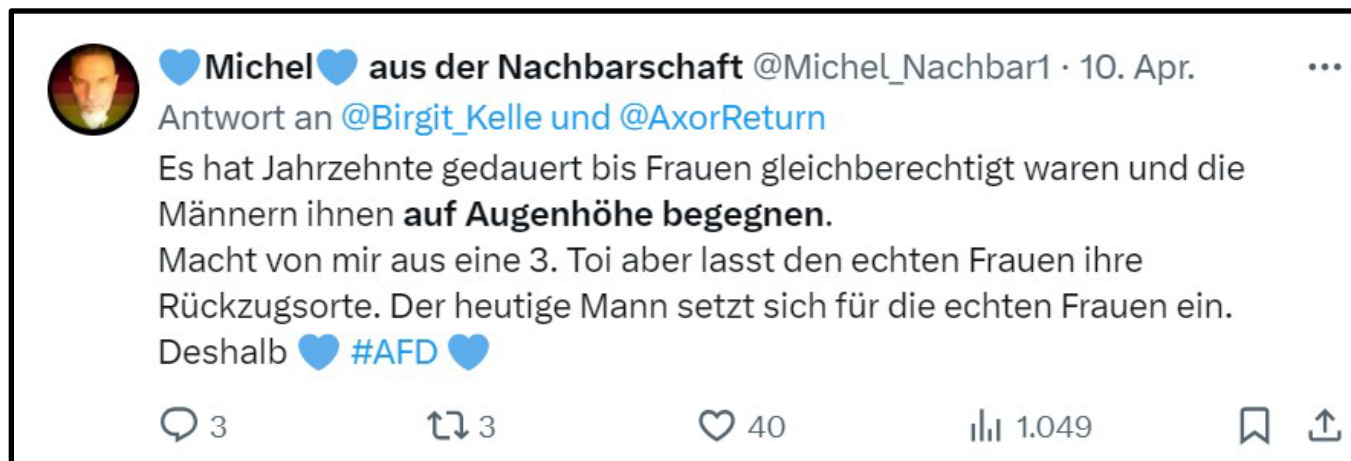 💙Michel💙 aus der Nachbarschaft @Michel_Nachbar1 · 10. Apr.
Antwort an @Birgit_Kelle und @AxorReturn
Es hat Jahrzehnte gedauert bis Frauen gleichberechtigt waren und die
Männern ihnen auf Augenhöhe begegnen.
Macht von mir aus eine 3. Toi aber lasst den echten Frauen ihre
Rückzugsorte. Der heutige Mann setzt sich für die echten Frauen ein.
Deshalb 💙 #AFD 💙
3 3 40 1.049